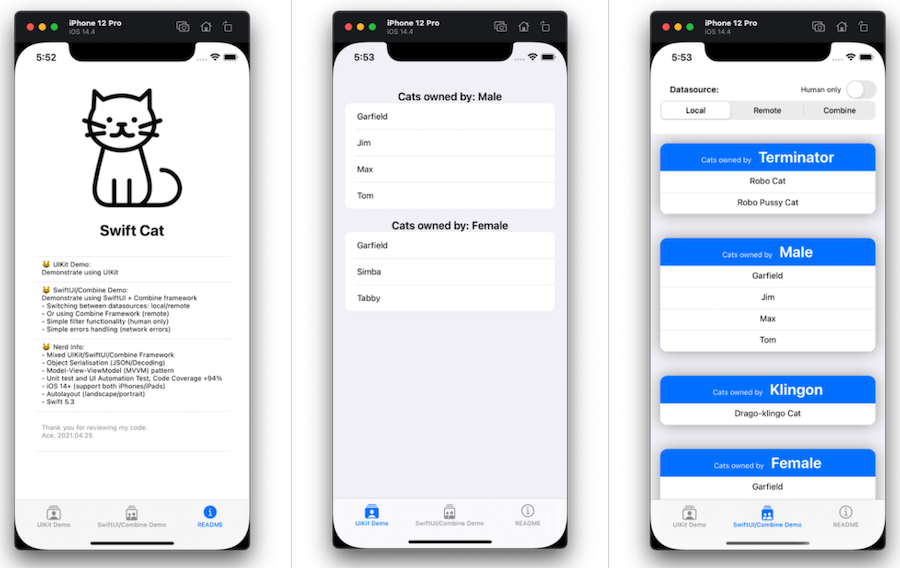 iPhone 12 Pro
iOS 14.4
5:52
Swift Cat
😺 UIKit Demo:
Demonstrate using UIKit
😺 SwiftUI/Combine Demo:
Demonstrate using SwiftUI + Combine framework
- Switching between datasources: local/remote
- Or using Combine Framework (remote)
- Simple filter functionality (human only)
- Simple errors handling (network errors)
😺 Nerd Info:
- Mixed UIKit/SwiftUI/Combine Framework
- Object Serialisation (JSON/Decoding)
- Model-View-ViewModel (MVVM) pattern
- Unit test and UI Automation Test, Code Coverage +94%
- iOS 14+ (support both iPhones/iPads)
- Autolayout (landscape/portrait)
- Swift 5.3
Thank you for reviewing my code.
Ace, 2021.04.25
UIKit Demo
SwiftUI/Combine Demo
README
iPhone 12 Pro
iOS 14.4
5:53
Cats owned by: Male
Garfield
Jim
Max
Tom
Cats owned by: Female
Garfield
Simba
Tabby
UIKit Demo
SwiftUI/Combine Demo
README
iPhone 12 Pro
iOS 14.4
5:53
Datasource: Human only
Local Remote Combine
Cats owned by Terminator
Robo Cat
Robo Pussy Cat
Cats owned by Male
Garfield
Jim
Max
Tom
Cats owned by Klingon
Drago-klingo Cat
Cats owned by Female
Garfield
UIKit Demo
SwiftUI/Combine Demo
README